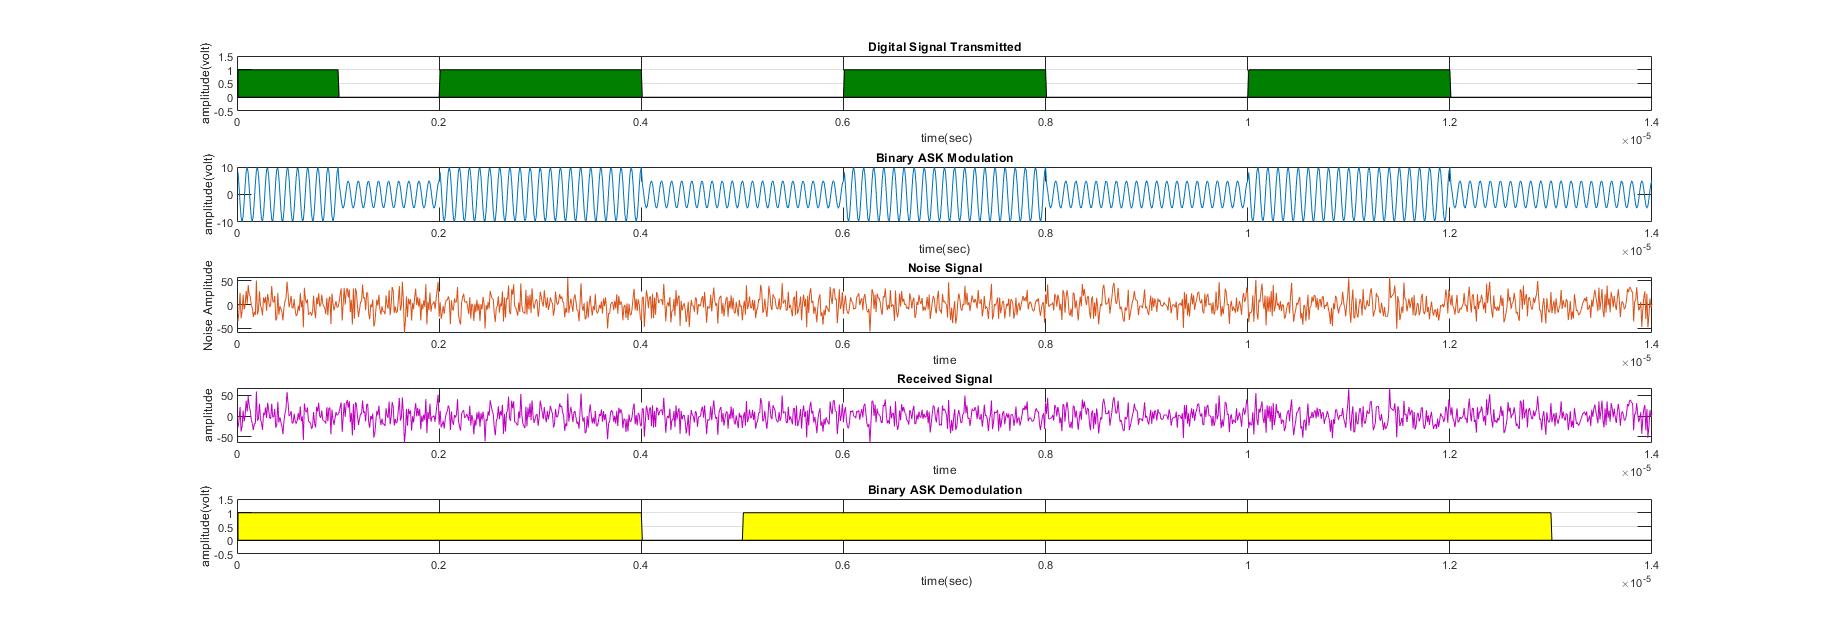 Digital Signal Transmitted
amplitude(volt)
1.5
1
0.5
0
-0.5
0 0.2 0.4 0.6 0.8 1 1.2 1.4
time(sec)
×10-5
Binary ASK Modulation
amplitude(volt)
10
0
-10
0 0.2 0.4 0.6 0.8 1 1.2 1.4
time(sec)
×10-5
Noise Signal
Noise Amplitude
50
0
-50
0 0.2 0.4 0.6 0.8 1 1.2 1.4
time
×10-5
Received Signal
amplitude
50
0
-50
0 0.2 0.4 0.6 0.8 1 1.2 1.4
time
×10-5
Binary ASK Demodulation
amplitude(volt)
1.5
1
0.5
0
-0.5
0 0.2 0.4 0.6 0.8 1 1.2 1.4
time(sec)
×10-5